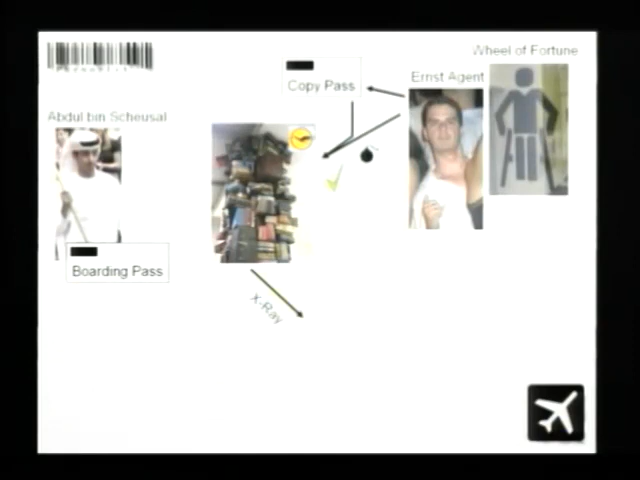 Wheel of Fortune
Ernst Agent
Copy Pass
Abdul bin Scheusal
Boarding Pass
X-Ray